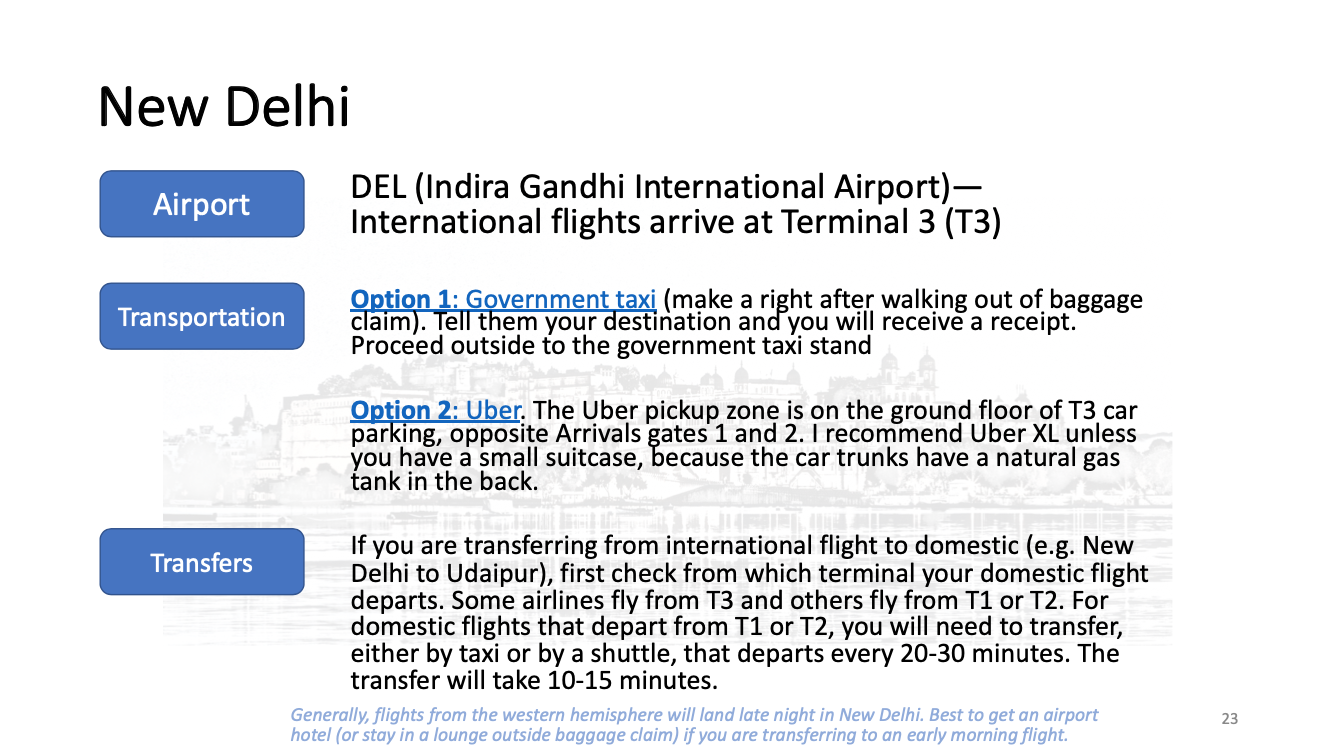 New Delhi
Airport
DEL (Indira Gandhi International Airport)—
International flights arrive at Terminal 3 (T3)
Transportation
Option 1: Government taxi (make a right after walking out of baggage
claim). Tell them your destination and you will receive a receipt.
Proceed outside to the government taxi stand
Option 2: Uber. The Uber pickup zone is on the ground floor of T3 car
parking, opposite Arrivals gates 1 and 2. I recommend Uber XL unless
you have a small suitcase, because the car trunks have a natural gas
tank in the back.
Transfers
If you are transferring from international flight to domestic (e.g. New
Delhi to Udaipur), first check from which terminal your domestic flight
departs. Some airlines fly from T3 and others fly from T1 or T2. For
domestic flights that depart from T1 or T2, you will need to transfer,
either by taxi or by a shuttle, that departs every 20-30 minutes. The
transfer will take 10-15 minutes.
Generally, flights from the western hemisphere will land late night in New Delhi. Best to get an airport
hotel (or stay in a lounge outside baggage claim) if you are transferring to an early morning flight.
23